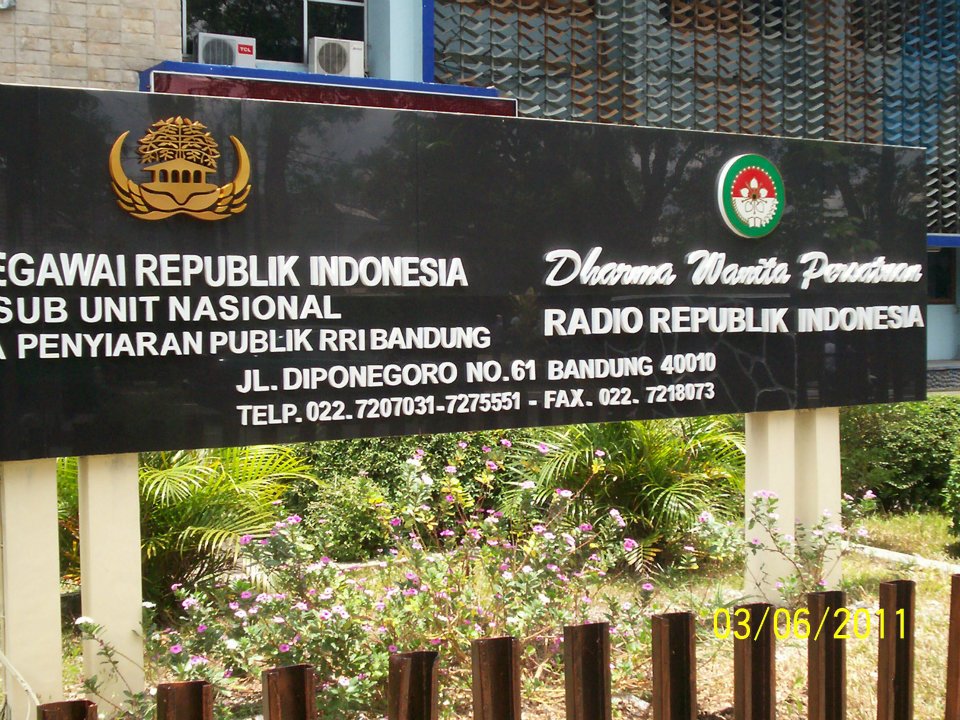 EGAWAI REPUBLIK INDONESIA
SUB UNIT NASIONAL
A PENYIARAN PUBLIK RRI BANDUNG
Dharma Wanita Persatuan
RADIO REPUBLIK INDONESIA
JL. DIPONEGORO NO.61 BANDUNG 40010
TELP. 022-7207031-7275551 - FAX. 022. 7218073
TCL
03/06/2011